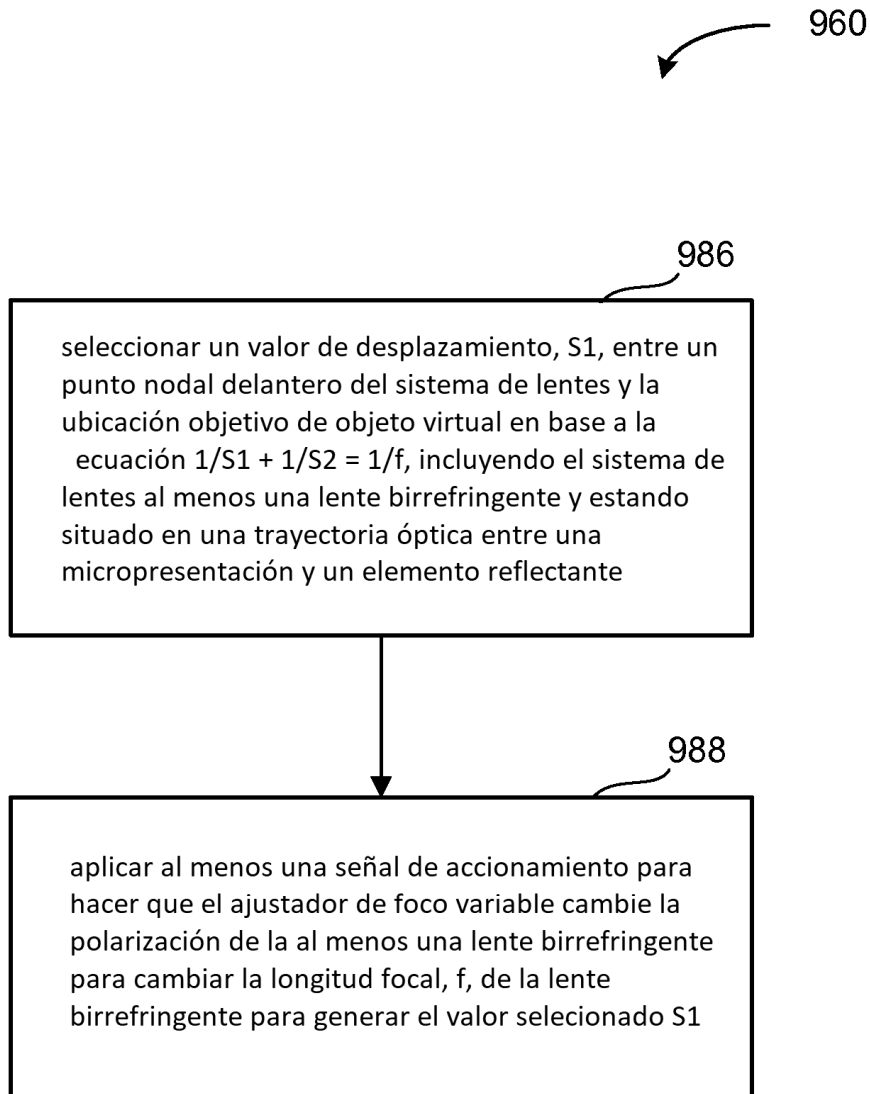 960
986
seleccionar un valor de desplazamiento, S1, entre un
punto nodal delantero del sistema de lentes y la
ubicación objetivo de objeto virtual en base a la
ecuación 1/S1 + 1/S2 = 1/f, incluyendo el sistema de
lentes al menos una lente birrefringente y estando
situado en una trayectoria óptica entre una
micropresentación y un elemento reflectante
988
aplicar al menos una señal de accionamiento para
hacer que el ajustador de foco variable cambie la
polarización de la al menos una lente birrefringente
para cambiar la longitud focal, f, de la lente
birrefringente para generar el valor selecionado S1